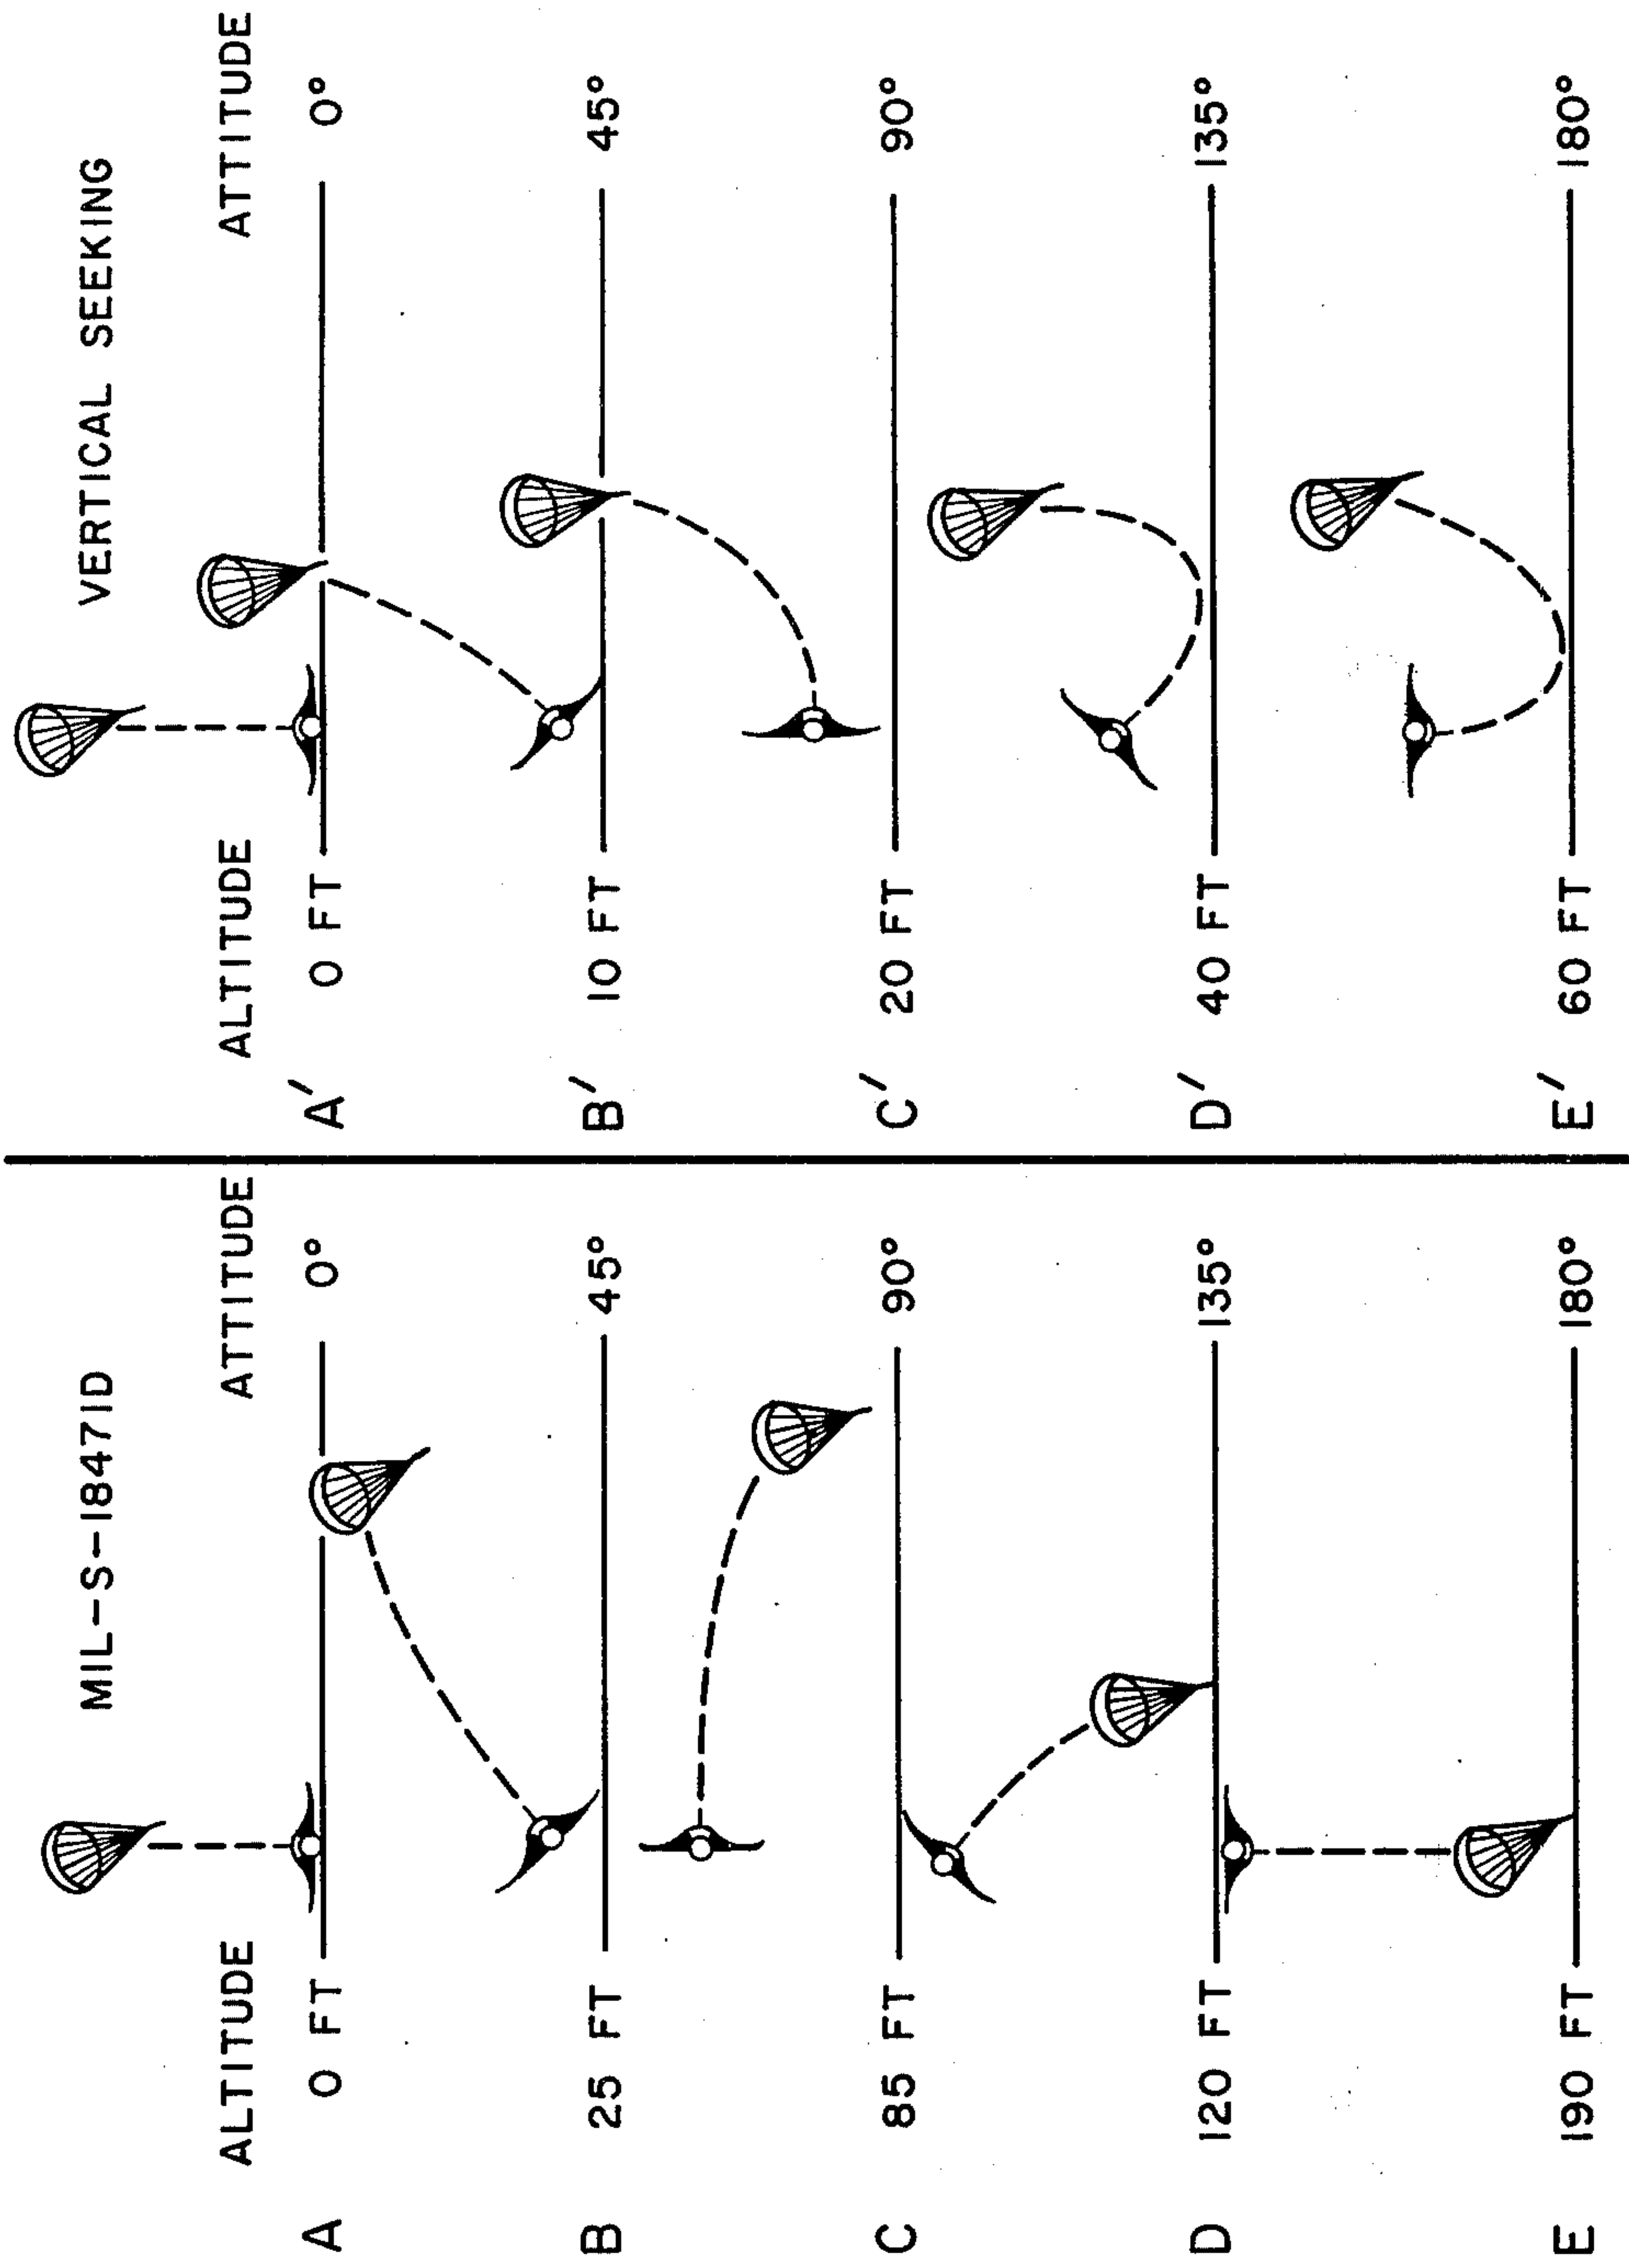 MIL-S-18471D
ALTITUDE ATTITUDE
A 0 FT 0°
B 25 FT 45°
C 85 FT 90°
D 120 FT 135°
E 190 FT 180°
VERTICAL SEEKING
ALTITUDE ATTITUDE
A′ 0 FT 0°
B′ 10 FT 45°
C′ 20 FT 90°
D′ 40 FT 135°
E′ 60 FT 180°